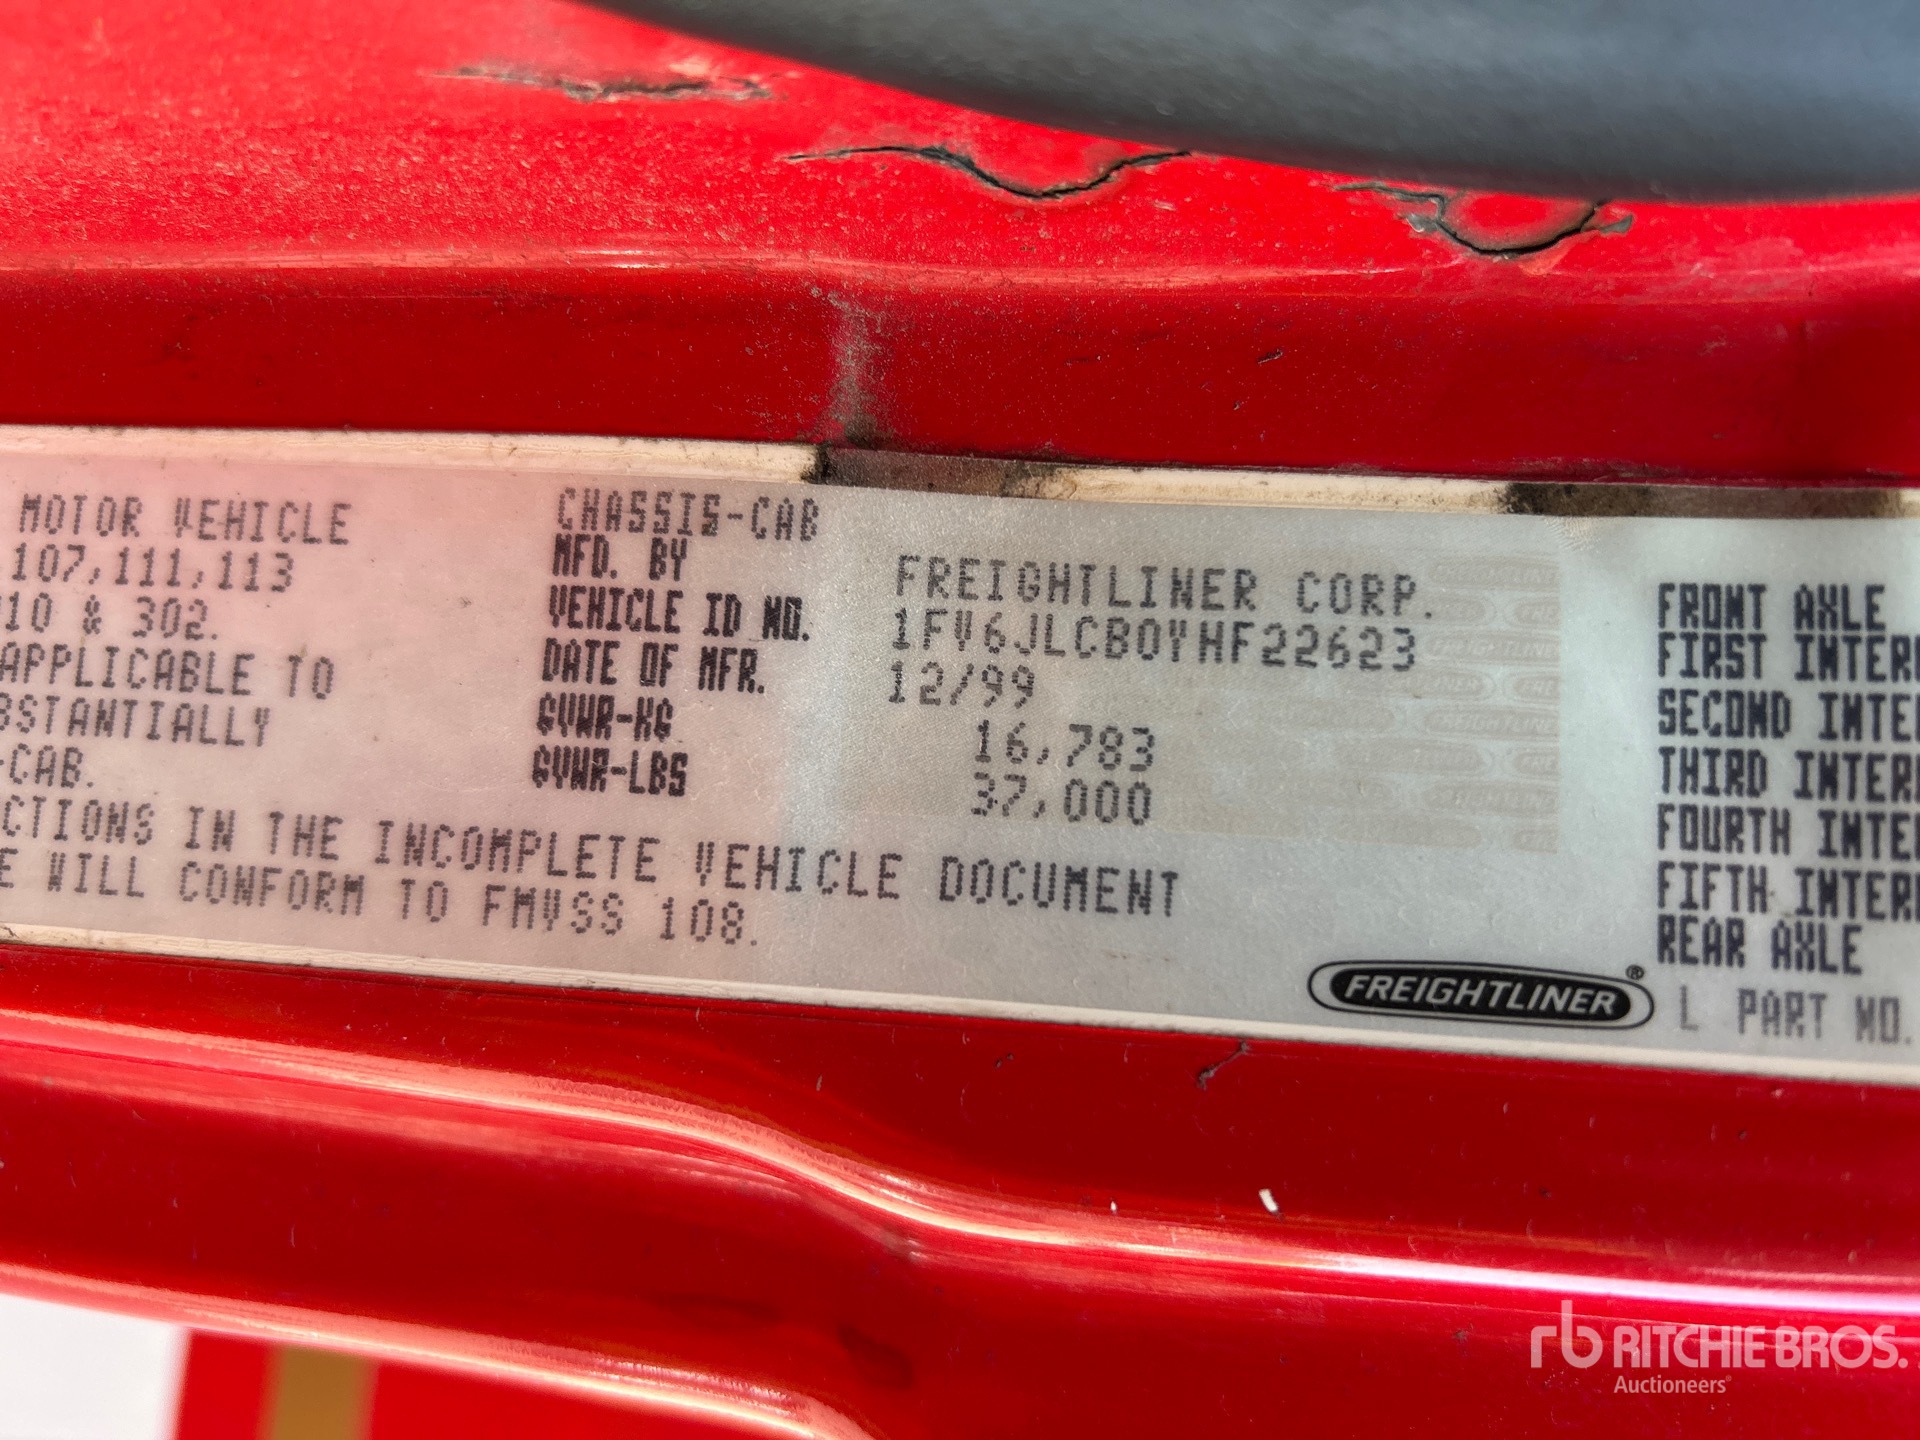 MOTOR VEHICLE
107,111,113
10 & 302.
APPLICABLE TO
BSTANTIALLY
-CAB.
CTIONS IN THE INCOMPLETE VEHICLE DOCUMENT
E WILL CONFORM TO FMVSS 108.
CHASSIS-CAB
MFD. BY FREIGHTLINER CORP.
VEHICLE ID NO. 1FV6JLCB0YHF22623
DATE OF MFR. 12/99
GVWR-KG 16,783
GVWR-LBS 37,000
FREIGHTLINER®
FRONT AXLE
FIRST INTER
SECOND INTE
THIRD INTER
FOURTH INTE
FIFTH INTER
REAR AXLE
L PART NO.
rb RITCHIE BROS.
Auctioneers